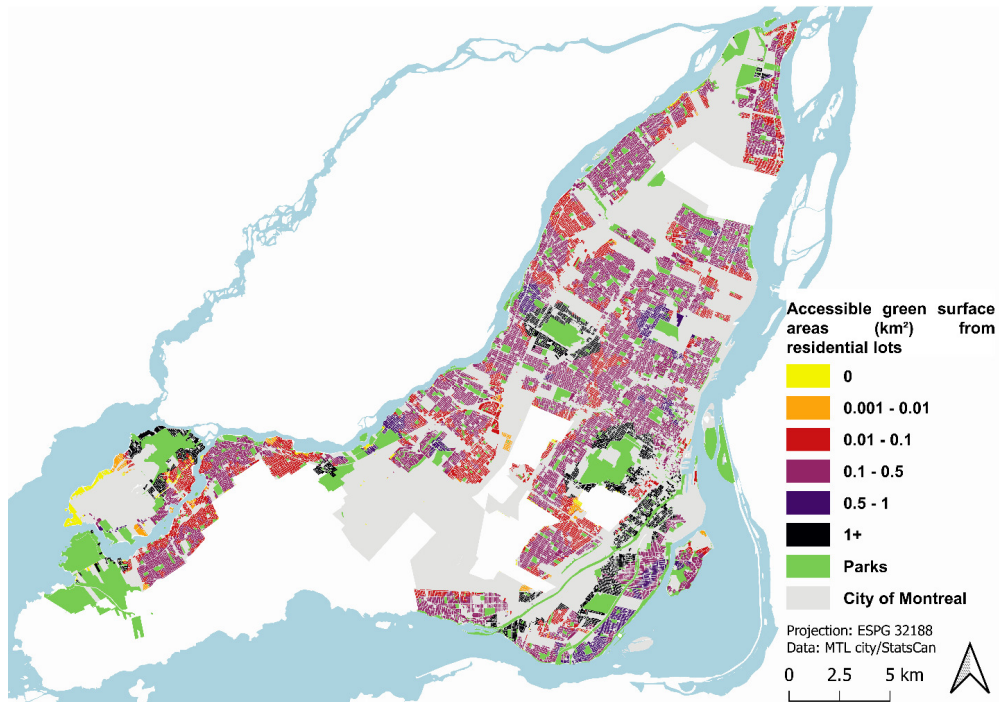 Accessible green surface
areas (km²) from
residential lots
0
0.001 - 0.01
0.01 - 0.1
0.1 - 0.5
0.5 - 1
1+
Parks
City of Montreal
Projection: ESPG 32188
Data: MTL city/StatsCan
0 2.5 5 km